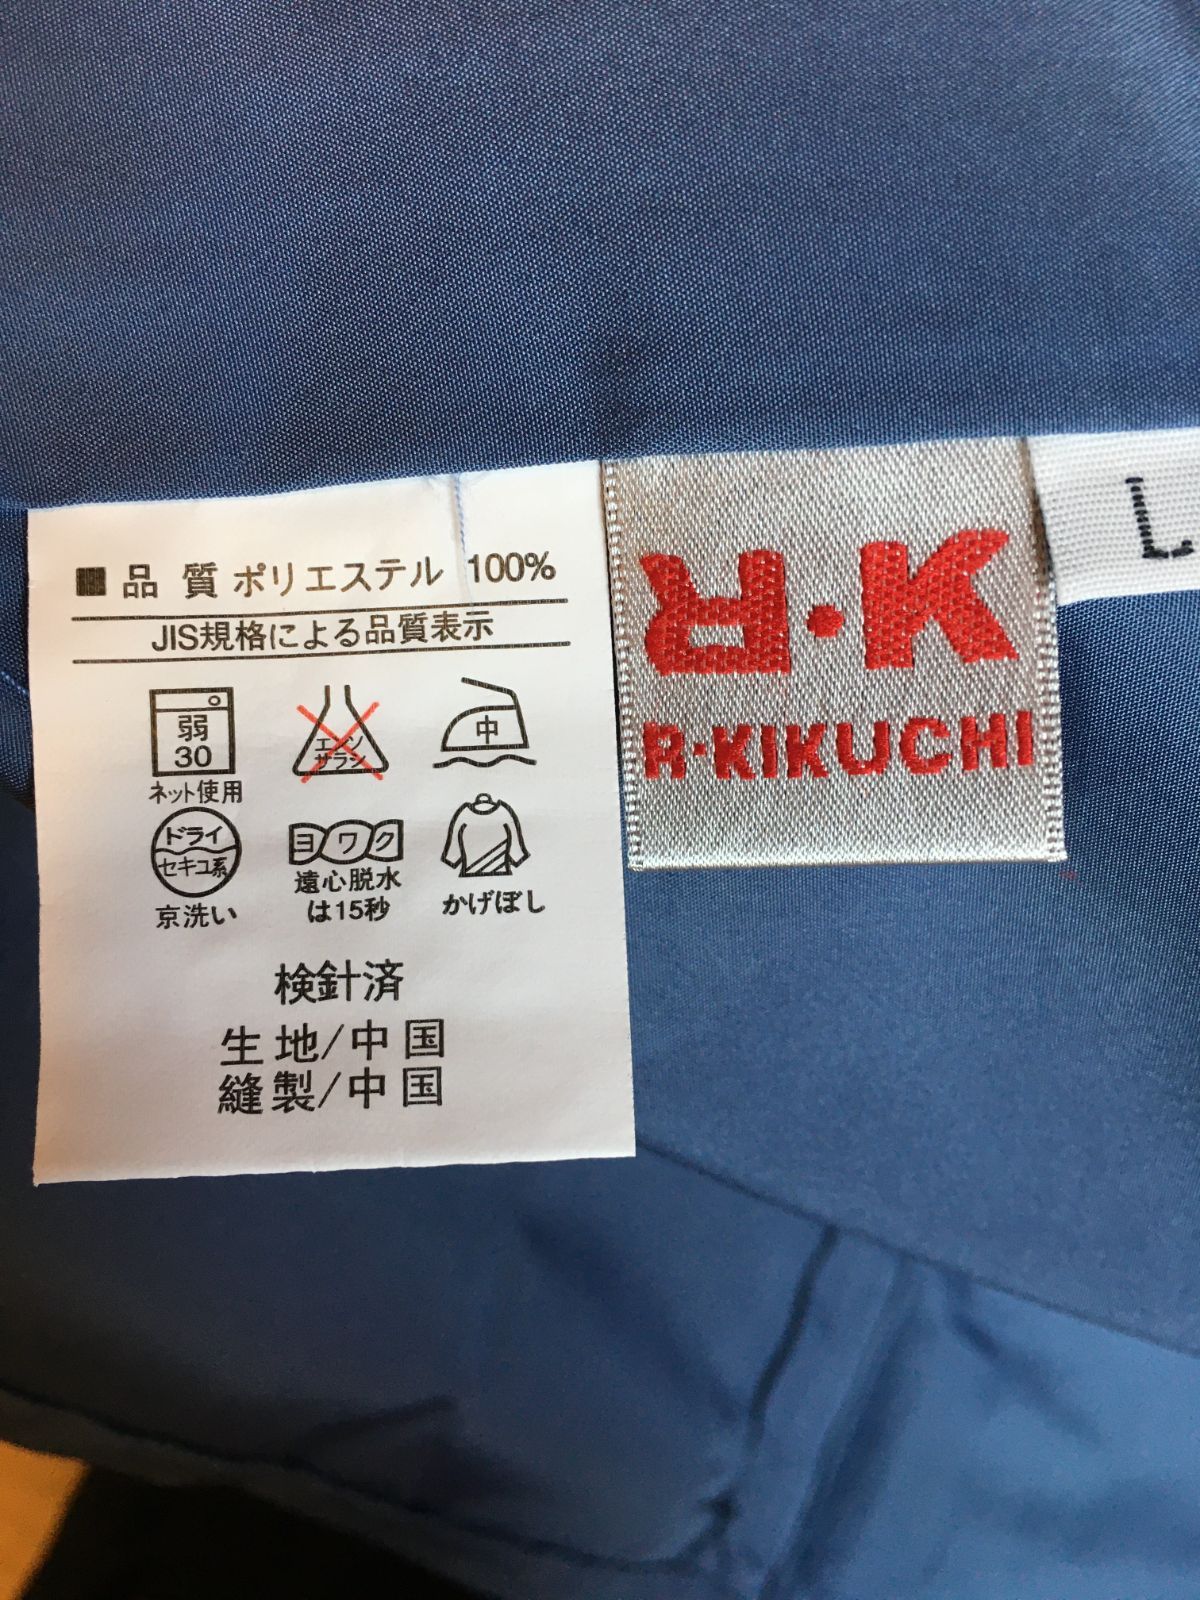 ■ 品 質 ポリエステル 100%
JIS規格による品質表示
弱
30
ネット使用
エンソ
サラシ
中
ドライ
セキユ系
京洗い
ヨワク
遠心脱水
は15秒
かげぼし
検針済
生地/中国
縫製/中国
R・K
R・KIKUCHI
L